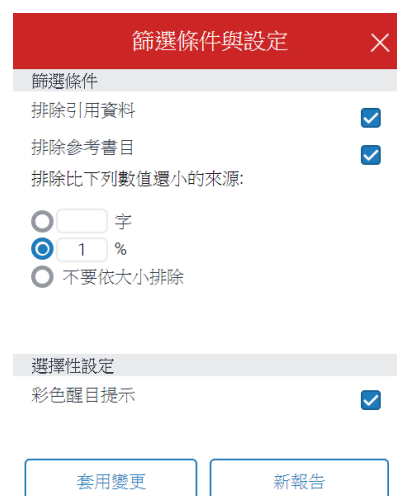 篩選條件與設定
篩選條件
排除引用資料
排除參考書目
排除比下列數值還小的來源:
字
1 %
不要依大小排除
選擇性設定
彩色醒目提示
套用變更 新報告